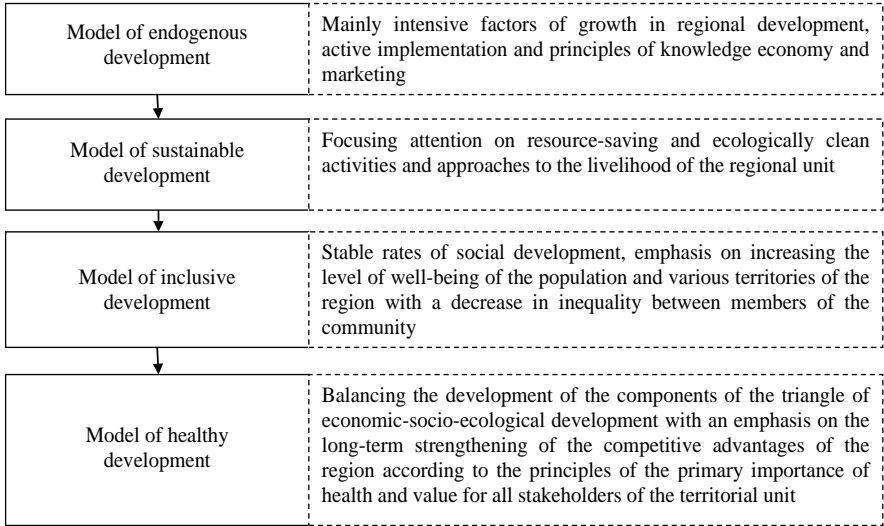 Model of endogenous
development
Mainly intensive factors of growth in regional development,
active implementation and principles of knowledge economy and
marketing
Model of sustainable
development
Focusing attention on resource-saving and ecologically clean
activities and approaches to the livelihood of the regional unit
Model of inclusive
development
Stable rates of social development, emphasis on increasing the
level of well-being of the population and various territories of the
region with a decrease in inequality between members of the
community
Model of healthy
development
Balancing the development of the components of the triangle of
economic-socio-ecological development with an emphasis on the
long-term strengthening of the competitive advantages of the
region according to the principles of the primary importance of
health and value for all stakeholders of the territorial unit